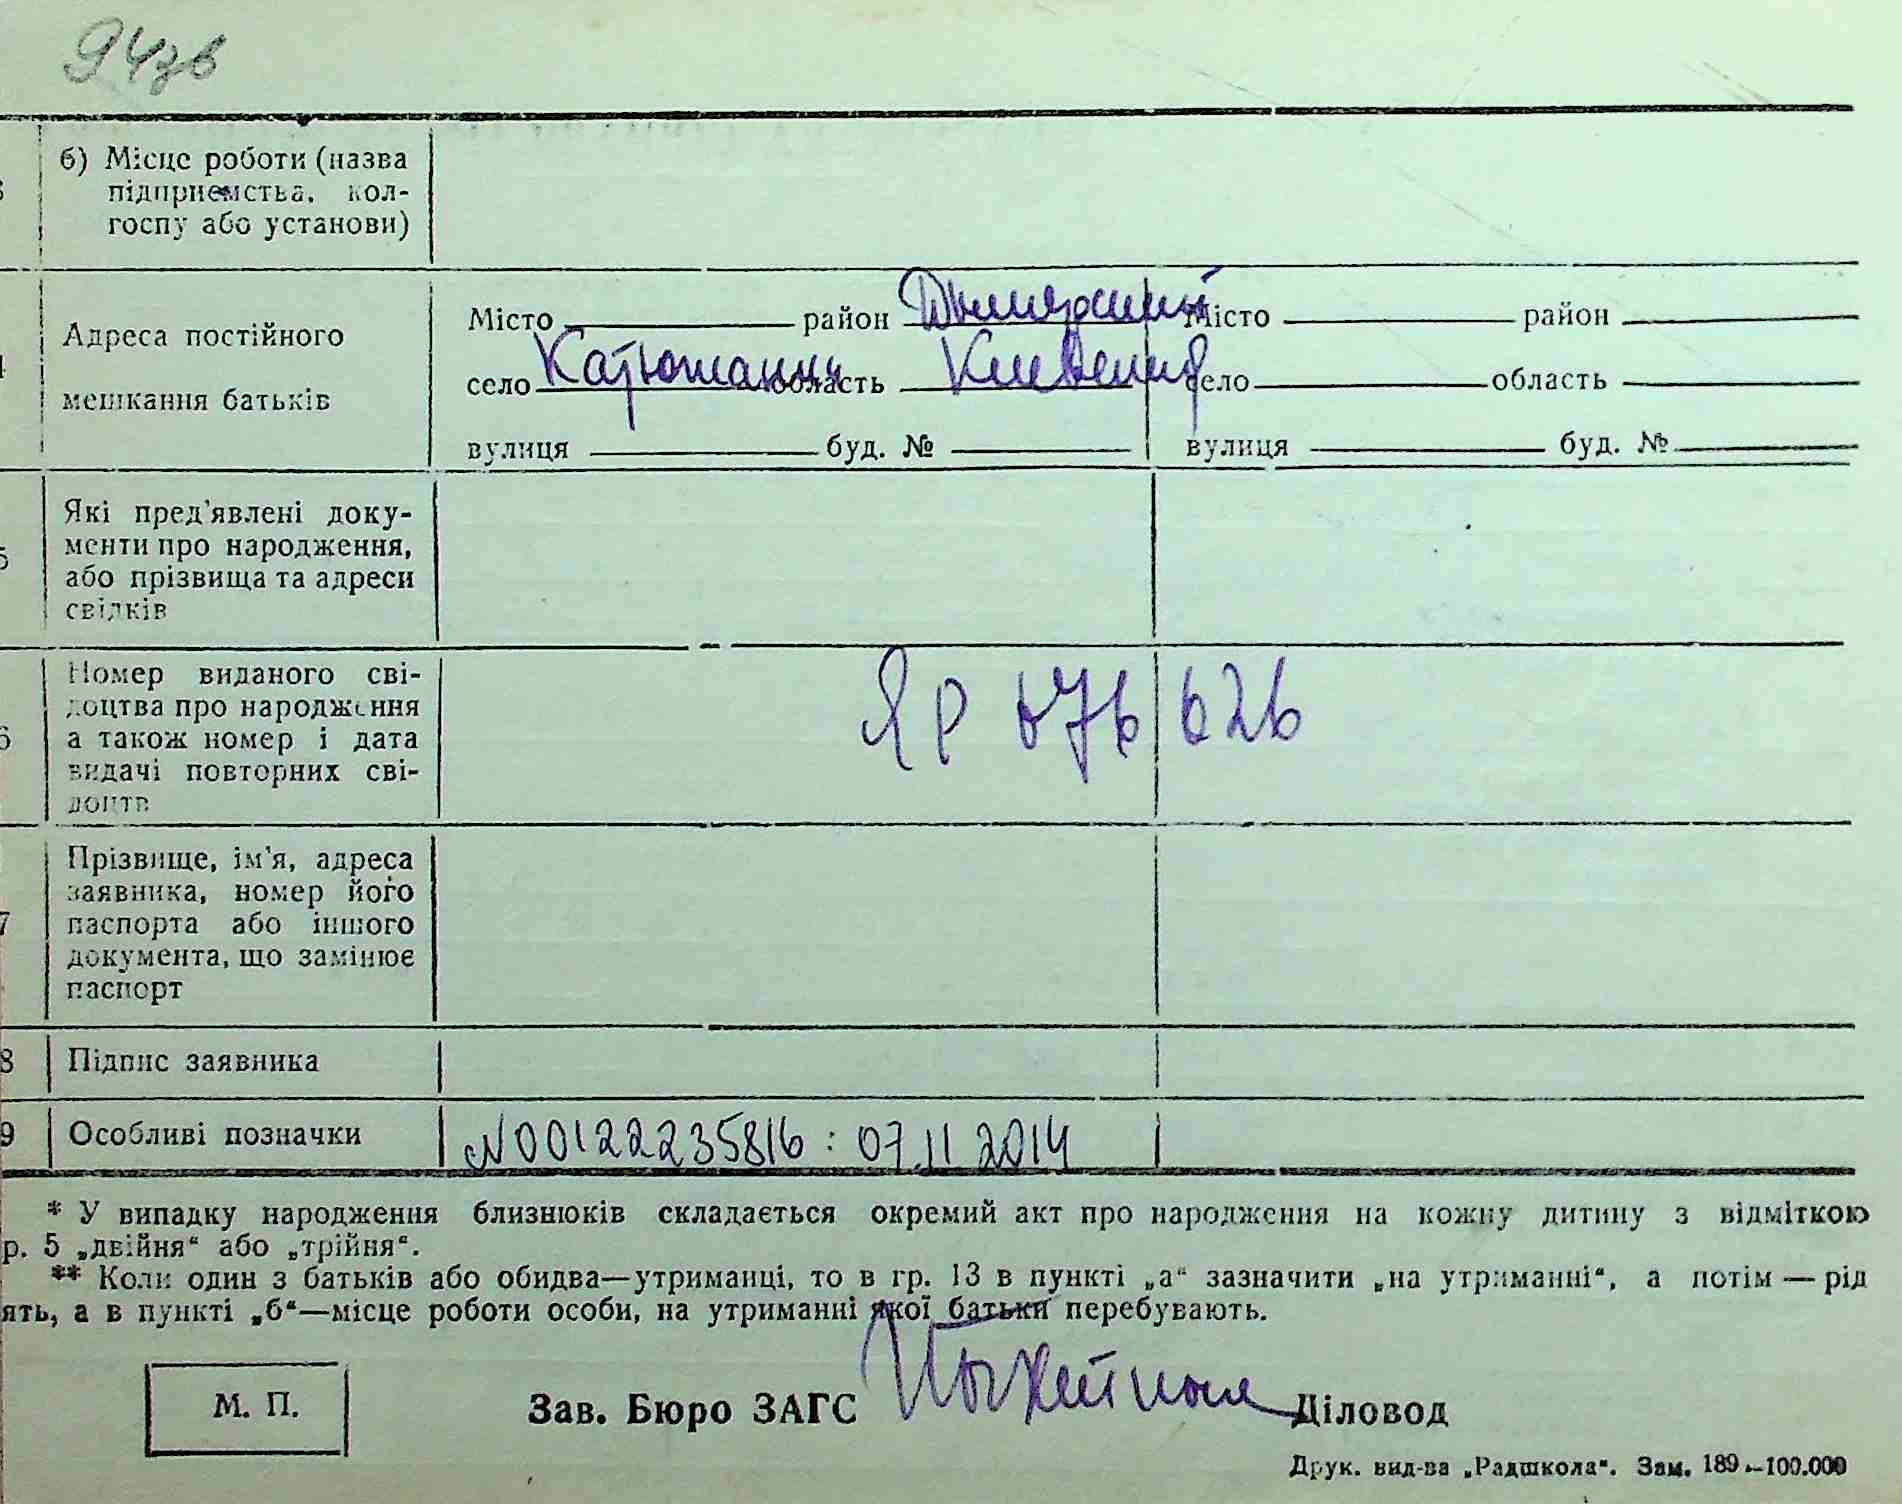 94зв
б) Місце роботи (назва
підприємства, кол-
госпу або установи)
Адреса постійного
мешкання батьків
Місто район Димерський Місто район
село Катюжанка область Київська село область
вулиця буд. № вулиця буд. №
5
Які пред'явлені доку-
менти про народження,
або прізвища та адреси
свідків
6
Номер виданого сві-
доцтва про народження
а також номер і дата
видачі повторних сві-
доцтв
ЯР 676 626
7
Прізвище, ім'я, адреса
заявника, номер його
паспорта або іншого
документа, що замінює
паспорт
8 Підпис заявника
9 Особливі позначки N00122235816: 07.11 2014
* У випадку народження близнюків складається окремий акт про народження на кожну дитину з відміткою
р. 5 „двійня“ або „трійня“.
** Коли один з батьків або обидва—утриманці, то в гр. 13 в пункті „а“ зазначити „на утриманні“, а потім — рід
ять, а в пункті „б“—місце роботи особи, на утриманні якої батьки перебувають.
М. П.
Зав. Бюро ЗАГС Діловод
Друк. вид-ва „Радшкола“. Зам. 189.—100.000